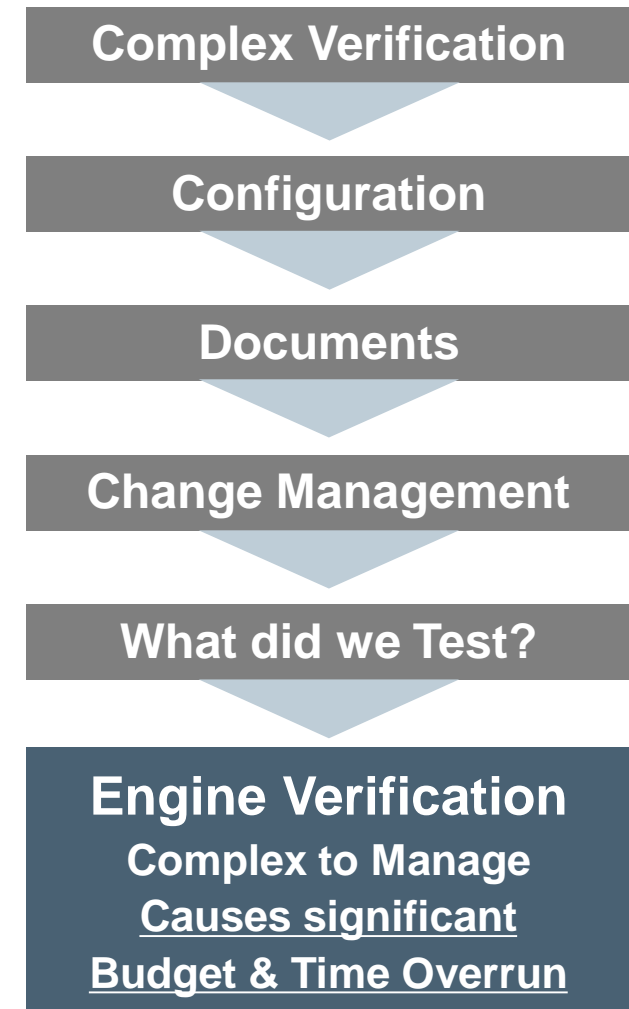 Complex Verification
Configuration
Documents
Change Management
What did we Test?
Engine Verification
Complex to Manage
Causes significant
Budget & Time Overrun